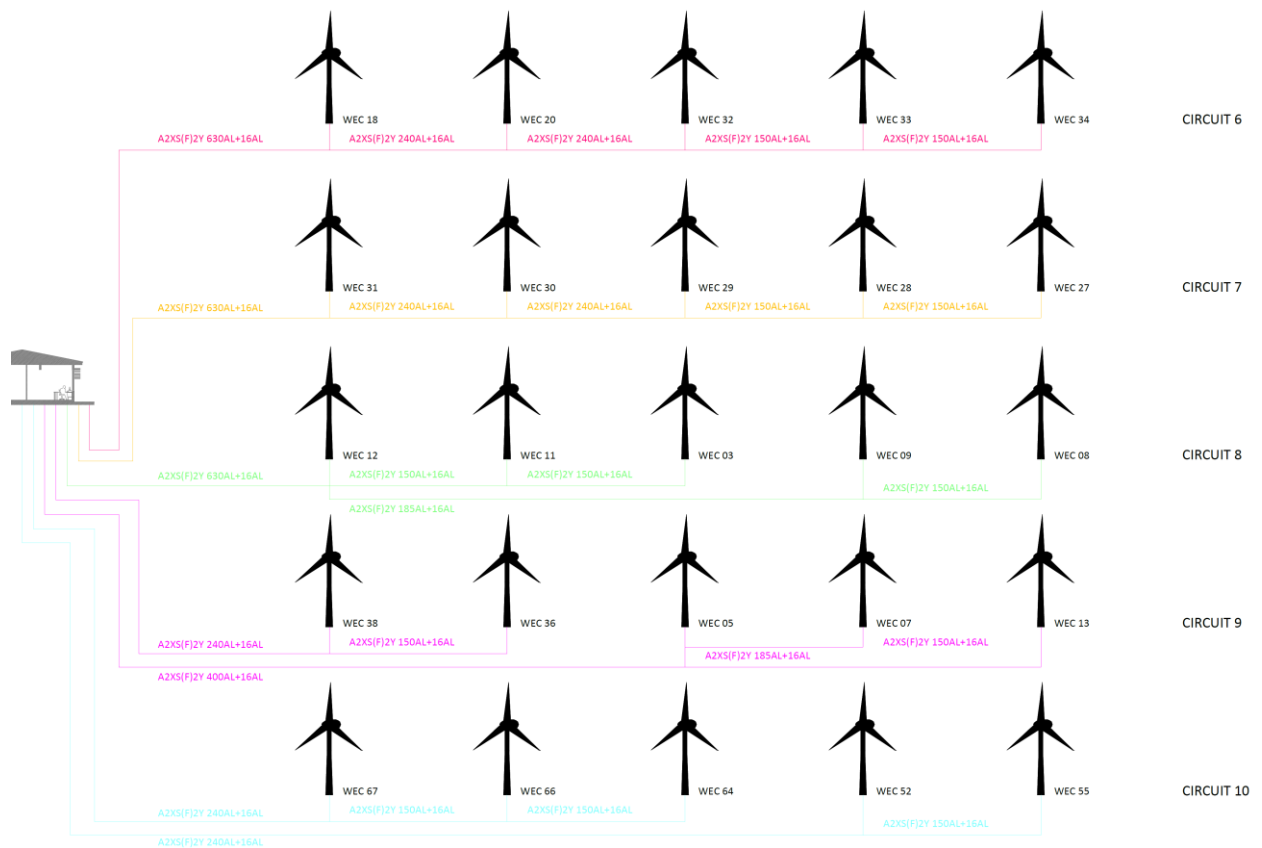 WEC 18
WEC 20
WEC 32
WEC 33
WEC 34
CIRCUIT 6
A2XS(F)2Y 630AL+16AL
A2XS(F)2Y 240AL+16AL
A2XS(F)2Y 240AL+16AL
A2XS(F)2Y 150AL+16AL
A2XS(F)2Y 150AL+16AL
WEC 31
WEC 30
WEC 29
WEC 28
WEC 27
CIRCUIT 7
A2XS(F)2Y 630AL+16AL
A2XS(F)2Y 240AL+16AL
A2XS(F)2Y 240AL+16AL
A2XS(F)2Y 150AL+16AL
A2XS(F)2Y 150AL+16AL
WEC 12
WEC 11
WEC 03
WEC 09
WEC 08
CIRCUIT 8
A2XS(F)2Y 630AL+16AL
A2XS(F)2Y 150AL+16AL
A2XS(F)2Y 150AL+16AL
A2XS(F)2Y 150AL+16AL
A2XS(F)2Y 185AL+16AL
WEC 38
WEC 36
WEC 05
WEC 07
WEC 13
CIRCUIT 9
A2XS(F)2Y 240AL+16AL
A2XS(F)2Y 150AL+16AL
A2XS(F)2Y 185AL+16AL
A2XS(F)2Y 150AL+16AL
A2XS(F)2Y 400AL+16AL
WEC 67
WEC 66
WEC 64
WEC 52
WEC 55
CIRCUIT 10
A2XS(F)2Y 240AL+16AL
A2XS(F)2Y 150AL+16AL
A2XS(F)2Y 150AL+16AL
A2XS(F)2Y 150AL+16AL
A2XS(F)2Y 240AL+16AL